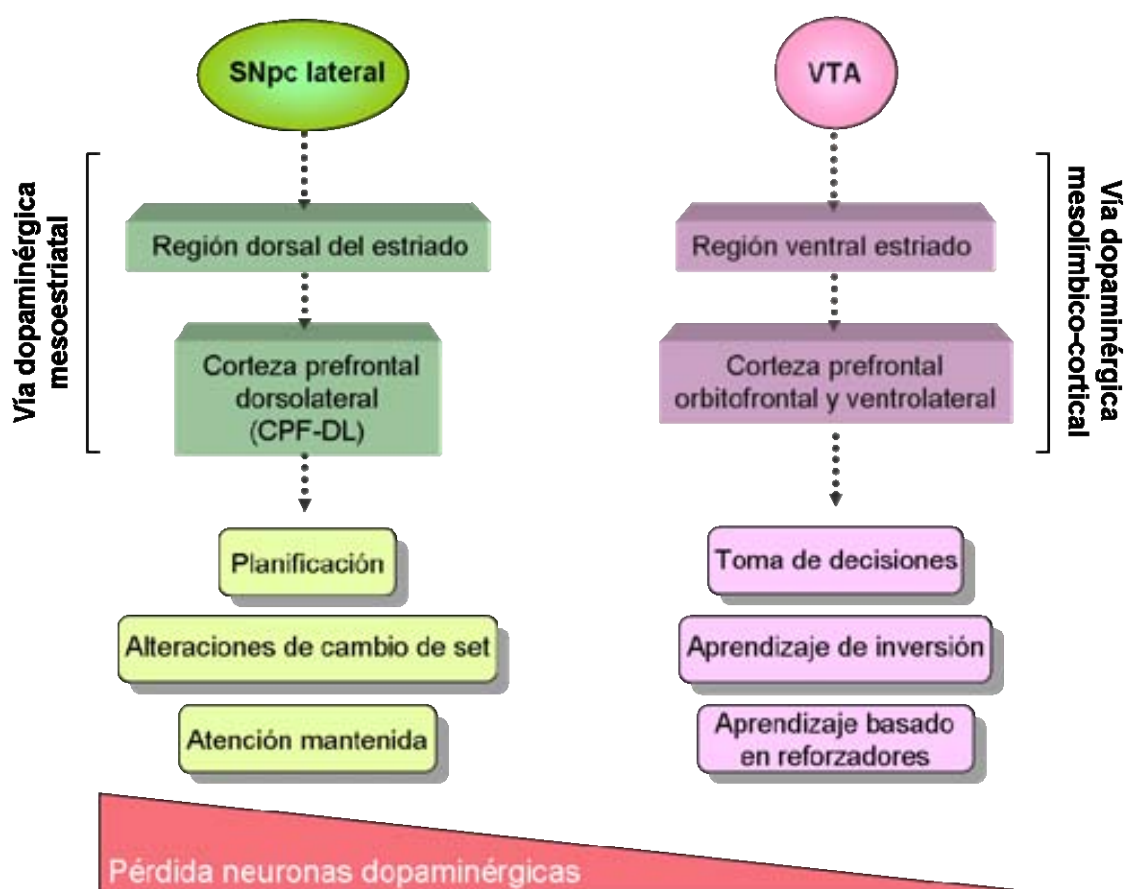 SNpc lateral
Vía dopaminérgica
mesoestriatal
Región dorsal del estriado
Corteza prefrontal
dorsolateral
(CPF-DL)
Planificación
Alteraciones de cambio de set
Atención mantenida
VTA
Región ventral estriado
Corteza prefrontal
orbitofrontal y ventrolateral
Vía dopaminérgica
mesolímbico-cortical
Toma de decisiones
Aprendizaje de inversión
Aprendizaje basado
en reforzadores
Pérdida neuronas dopaminérgicas